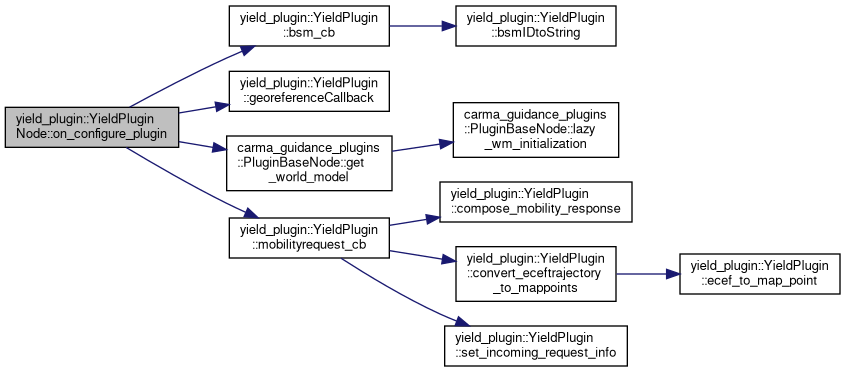 yield_plugin::YieldPlugin
Node::on_configure_plugin
yield_plugin::YieldPlugin
::bsm_cb
yield_plugin::YieldPlugin
::bsmIDtoString
yield_plugin::YieldPlugin
::georeferenceCallback
carma_guidance_plugins
::PluginBaseNode::get
_world_model
carma_guidance_plugins
::PluginBaseNode::lazy
_wm_initialization
yield_plugin::YieldPlugin
::mobilityrequest_cb
yield_plugin::YieldPlugin
::compose_mobility_response
yield_plugin::YieldPlugin
::convert_eceftrajectory
_to_mappoints
yield_plugin::YieldPlugin
::ecef_to_map_point
yield_plugin::YieldPlugin
::set_incoming_request_info